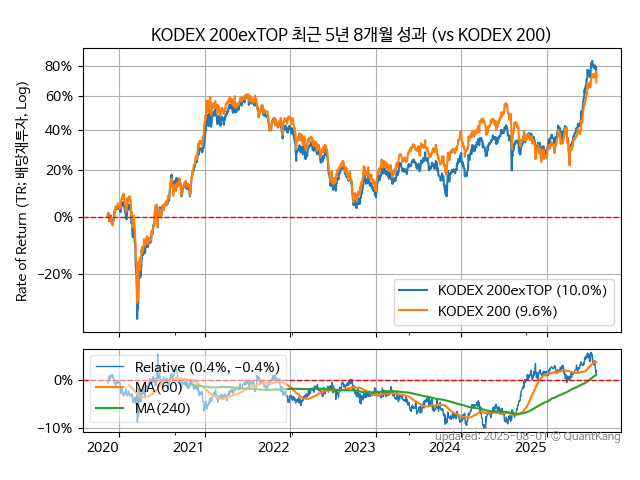 KODEX 200exTOP 최근 5년 8개월 성과 (vs KODEX 200)
Rate of Return (TR: 배당재투자, Log)
80%
60%
40%
20%
0%
−20%
KODEX 200exTOP (10.0%)
KODEX 200 (9.6%)
0%
−10%
Relative (0.4%, −0.4%)
MA(60)
MA(240)
2020 2021 2022 2023 2024 2025
updated: 2025-08-01 © QuantKang